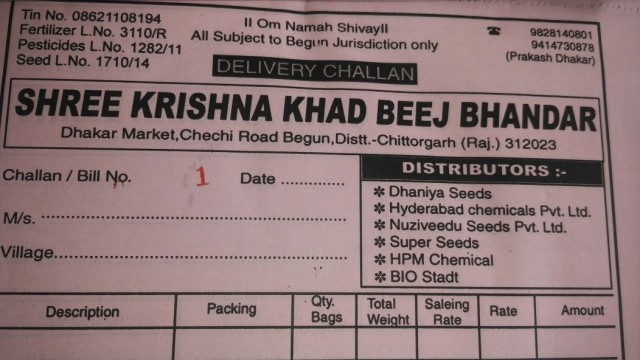 Tin No. 08621108194
Fertilizer L.No. 3110/R
Pesticides L.No. 1282/11
Seed L.No. 1710/14
II Om Namah ShivayII
All Subject to Begun Jurisdiction only
DELIVERY CHALLAN
☎ 9828140801
9414730878
(Prakash Dhakar)
SHREE KRISHNA KHAD BEEJ BHANDAR
Dhakar Market,Chechi Road Begun,Distt.-Chittorgarh (Raj.) 312023
Challan / Bill No. 1 Date ..............
M/s. ..............
Village..............
DISTRIBUTORS :-
✻ Dhaniya Seeds
✻ Hyderabad chemicals Pvt. Ltd.
✻ Nuziveedu Seeds Pvt. Ltd.
✻ Super Seeds
✻ HPM Chemical
✻ BIO Stadt
Description Packing Qty. Bags Total Weight Saleing Rate Rate Amount